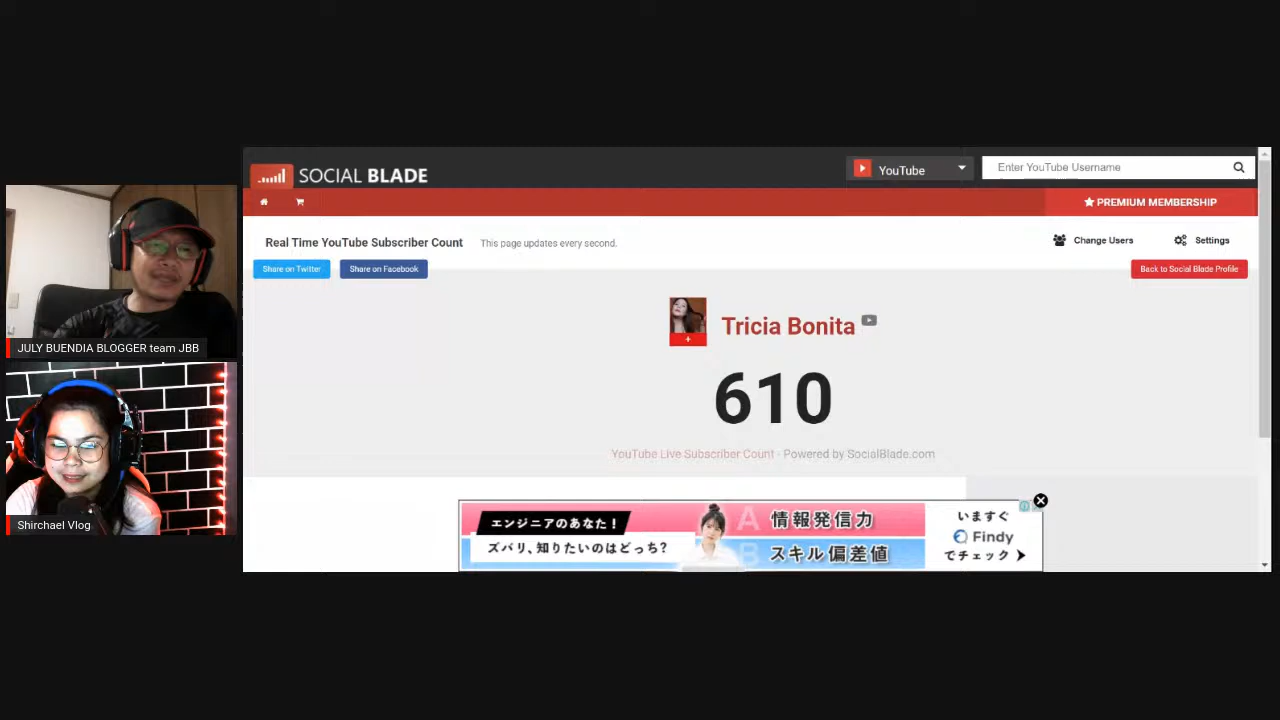 SOCIAL BLADE
YouTube
Enter YouTube Username
PREMIUM MEMBERSHIP
Real Time YouTube Subscriber Count
This page updates every second.
Change Users
Settings
Share on Twitter
Share on Facebook
Back to Social Blade Profile
Tricia Bonita
610
YouTube Live Subscriber Count - Powered by SocialBlade.com
JULY BUENDIA BLOGGER team JBB
Shirchael Vlog
エンジニアのあなた!
ズバリ、知りたいのはどっち?
A 情報発信力
B スキル偏差値
いますぐ
Findy
でチェック